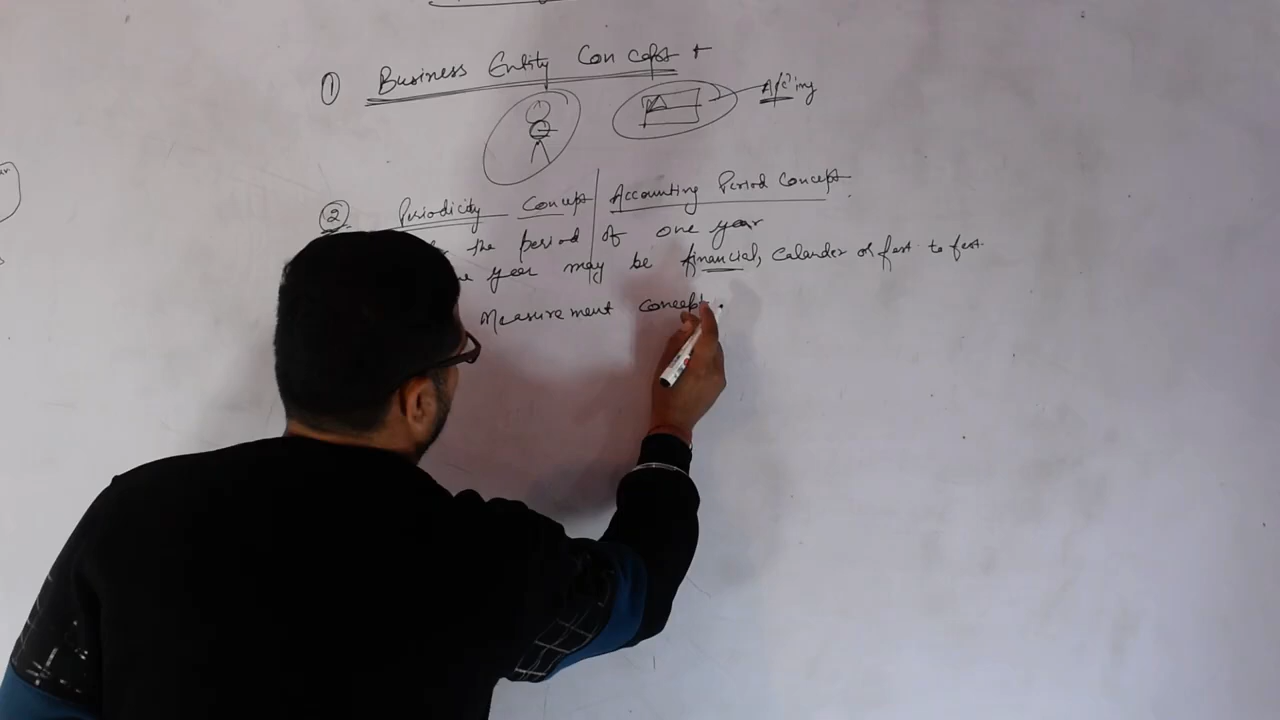 ① Business Entity Concept
A/c'ing
② Periodicity Concept / Accounting Period Concept
the period of one year
year may be financial, Calander or fest to fest.
Measurement concept.